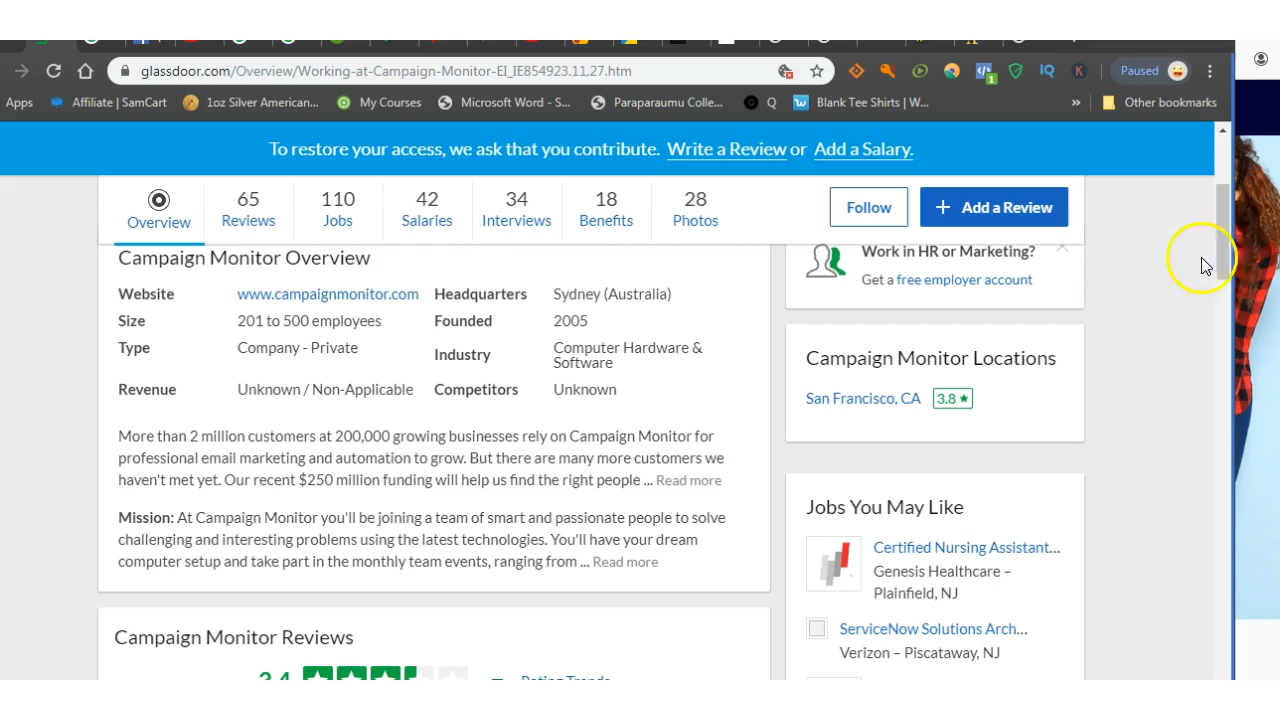 glassdoor.com/Overview/Working-at-Campaign-Monitor-EI_IE854923.11,27.htm
1
IQ
K
Paused
Apps
Affiliate | SamCart
1oz Silver American...
My Courses
Microsoft Word - S...
Paraparaumu Colle...
Q
Blank Tee Shirts | W...
»
Other bookmarks
To restore your access, we ask that you contribute. Write a Review or Add a Salary.
Overview
65
Reviews
110
Jobs
42
Salaries
34
Interviews
18
Benefits
28
Photos
Follow
+ Add a Review
Campaign Monitor Overview
Website www.campaignmonitor.com Headquarters Sydney (Australia)
Size 201 to 500 employees Founded 2005
Type Company - Private Industry Computer Hardware &
Software
Revenue Unknown / Non-Applicable Competitors Unknown
More than 2 million customers at 200,000 growing businesses rely on Campaign Monitor for
professional email marketing and automation to grow. But there are many more customers we
haven't met yet. Our recent $250 million funding will help us find the right people ... Read more
Mission: At Campaign Monitor you'll be joining a team of smart and passionate people to solve
challenging and interesting problems using the latest technologies. You'll have your dream
computer setup and take part in the monthly team events, ranging from ... Read more
Campaign Monitor Reviews
3.4
Rating Trends
Work in HR or Marketing?
Get a free employer account
Campaign Monitor Locations
San Francisco, CA 3.8 ★
Jobs You May Like
Certified Nursing Assistant...
Genesis Healthcare –
Plainfield, NJ
ServiceNow Solutions Arch...
Verizon – Piscataway, NJ